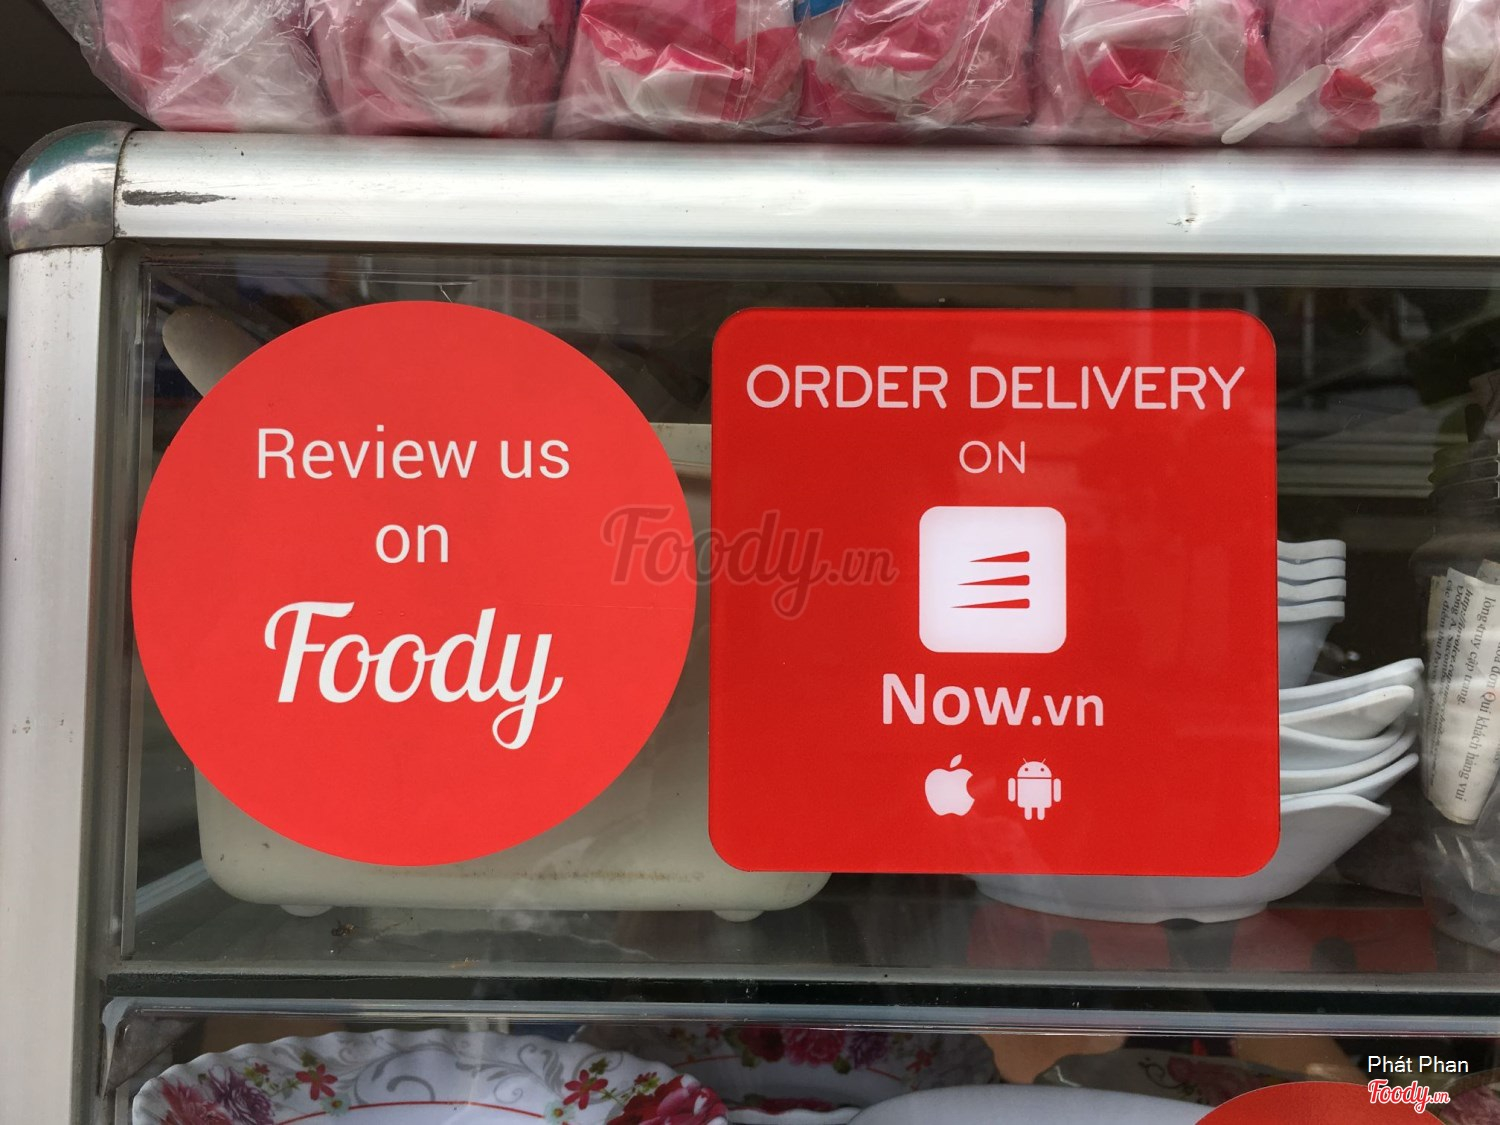 Review us
on
Foody
ORDER DELIVERY
ON
Now.vn
Foody.vn
Phát Phan
Foody.vn